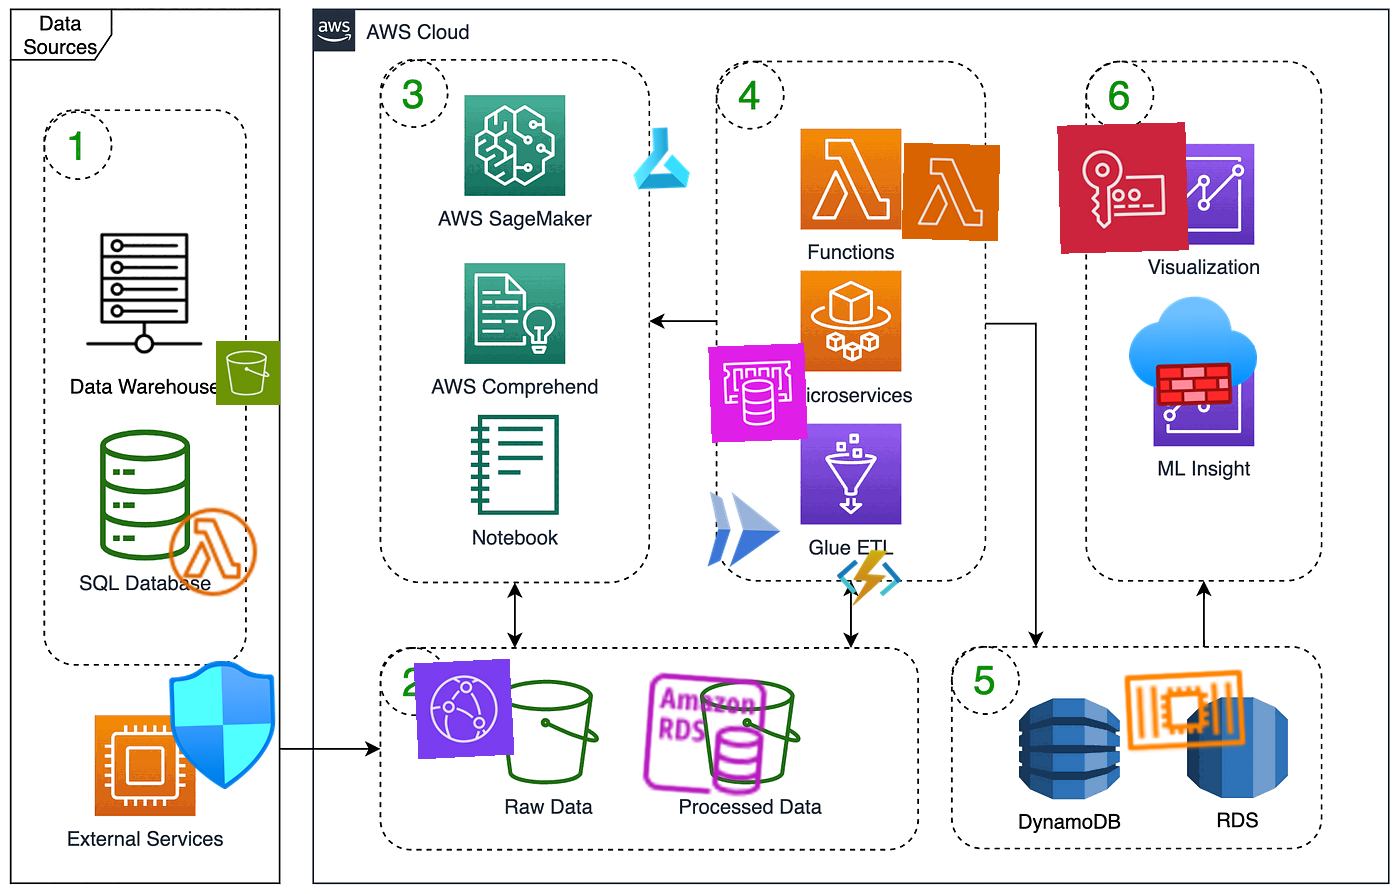 Data
Sources
aws
AWS Cloud
1
Data Warehouse
SQL Database
External Services
3
AWS SageMaker
AWS Comprehend
Notebook
4
Functions
icroservices
Glue ETL
6
Visualization
ML Insight
2
Raw Data
Amazon
RDS
Processed Data
5
DynamoDB
RDS